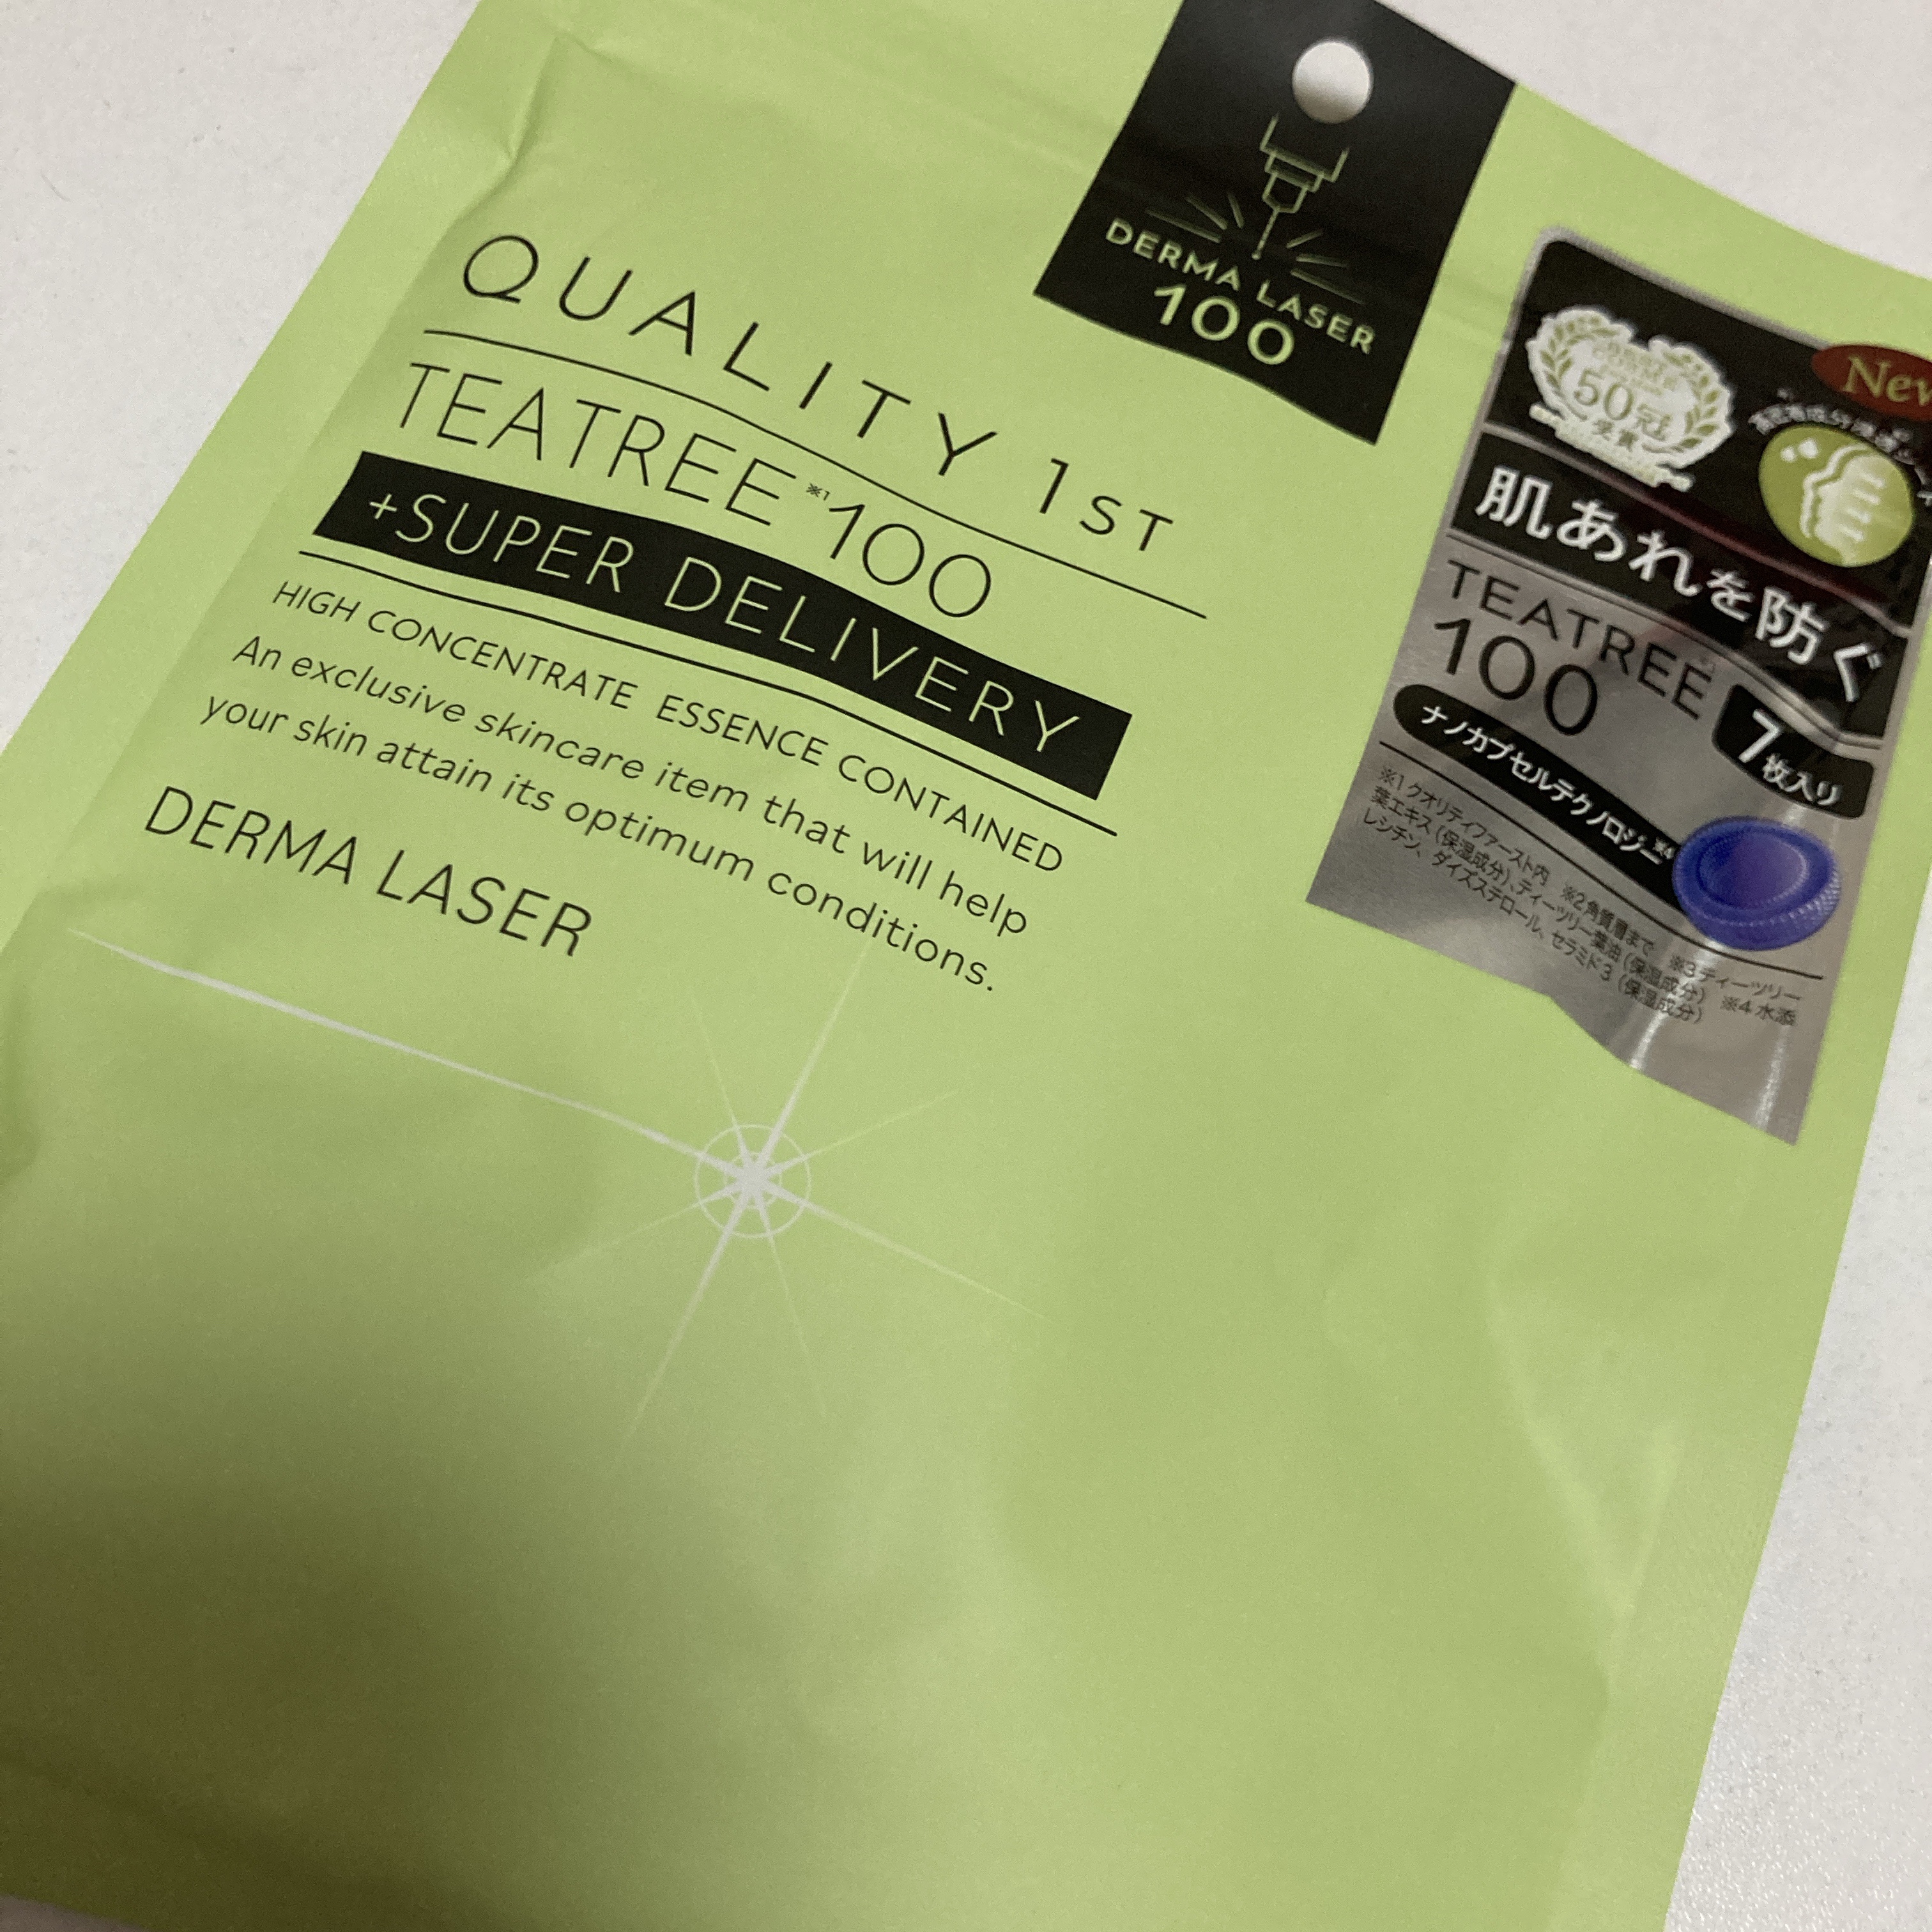 DERMA LASER
100
QUALITY 1ST
TEATREE※1 100
+SUPER DELIVERY
HIGH CONCENTRATE ESSENCE CONTAINED
An exclusive skincare item that will help
your skin attain its optimum conditions.
DERMA LASER
New
50冠
受賞
肌あれを防ぐ
TEATREE
100
7枚入り
ナノカプセルテクノロジー※4
※1 クオリティファースト内 ※2角質層まで ※3ティーツリー
葉エキス(保湿成分)、ティーツリー葉油(保湿成分) ※4 水添
レシチン、ダイズステロール、セラミド3(保湿成分)